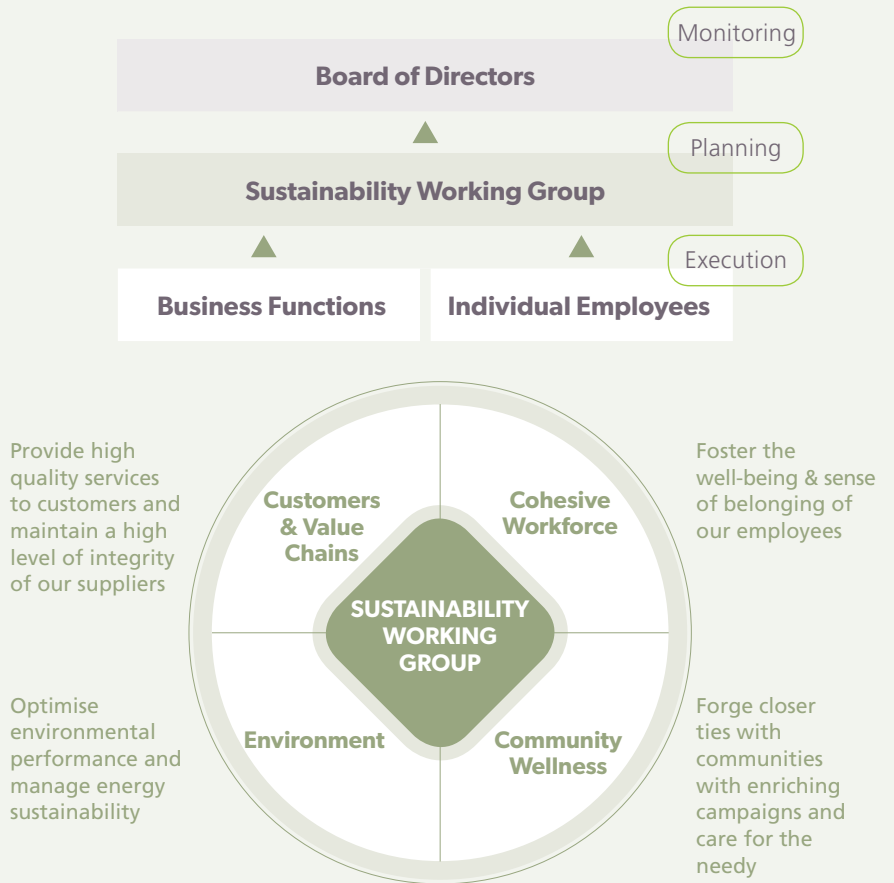 Monitoring
Board of Directors
Planning
Sustainability Working Group
Execution
Business Functions
Individual Employees
Provide high
quality services
to customers and
maintain a high
level of integrity
of our suppliers
Customers
& Value
Chains
Cohesive
Workforce
Foster the
well-being & sense
of belonging of
our employees
SUSTAINABILITY
WORKING
GROUP
Optimise
environmental
performance and
manage energy
sustainability
Environment
Community
Wellness
Forge closer
ties with
communities
with enriching
campaigns and
care for the
needy